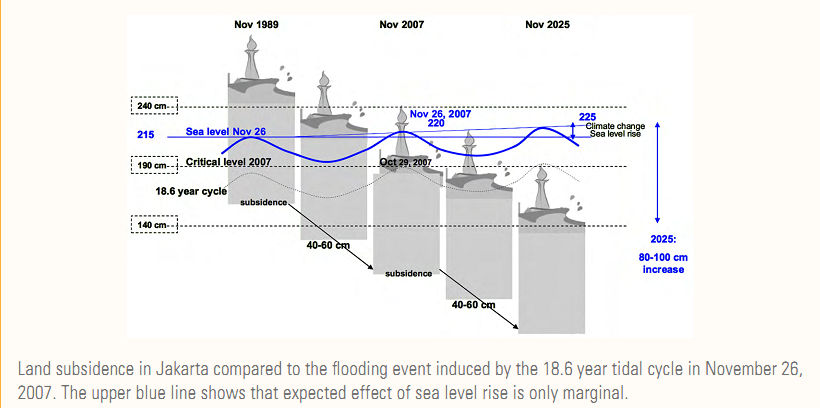 Nov 1989
Nov 2007
Nov 2025
240 cm
Nov 26, 2007
220
225
Climate change
215
Sea level Nov 26
Sea level rise
Critical level 2007
190 cm
Oct 29, 2007
18.6 year cycle
subsidence
140 cm
2025:
40-60 cm
80-100 cm
increase
subsidence
40-60 cm
Land subsidence in Jakarta compared to the flooding event induced by the 18.6 year tidal cycle in November 26,
2007. The upper blue line shows that expected effect of sea level rise is only marginal.